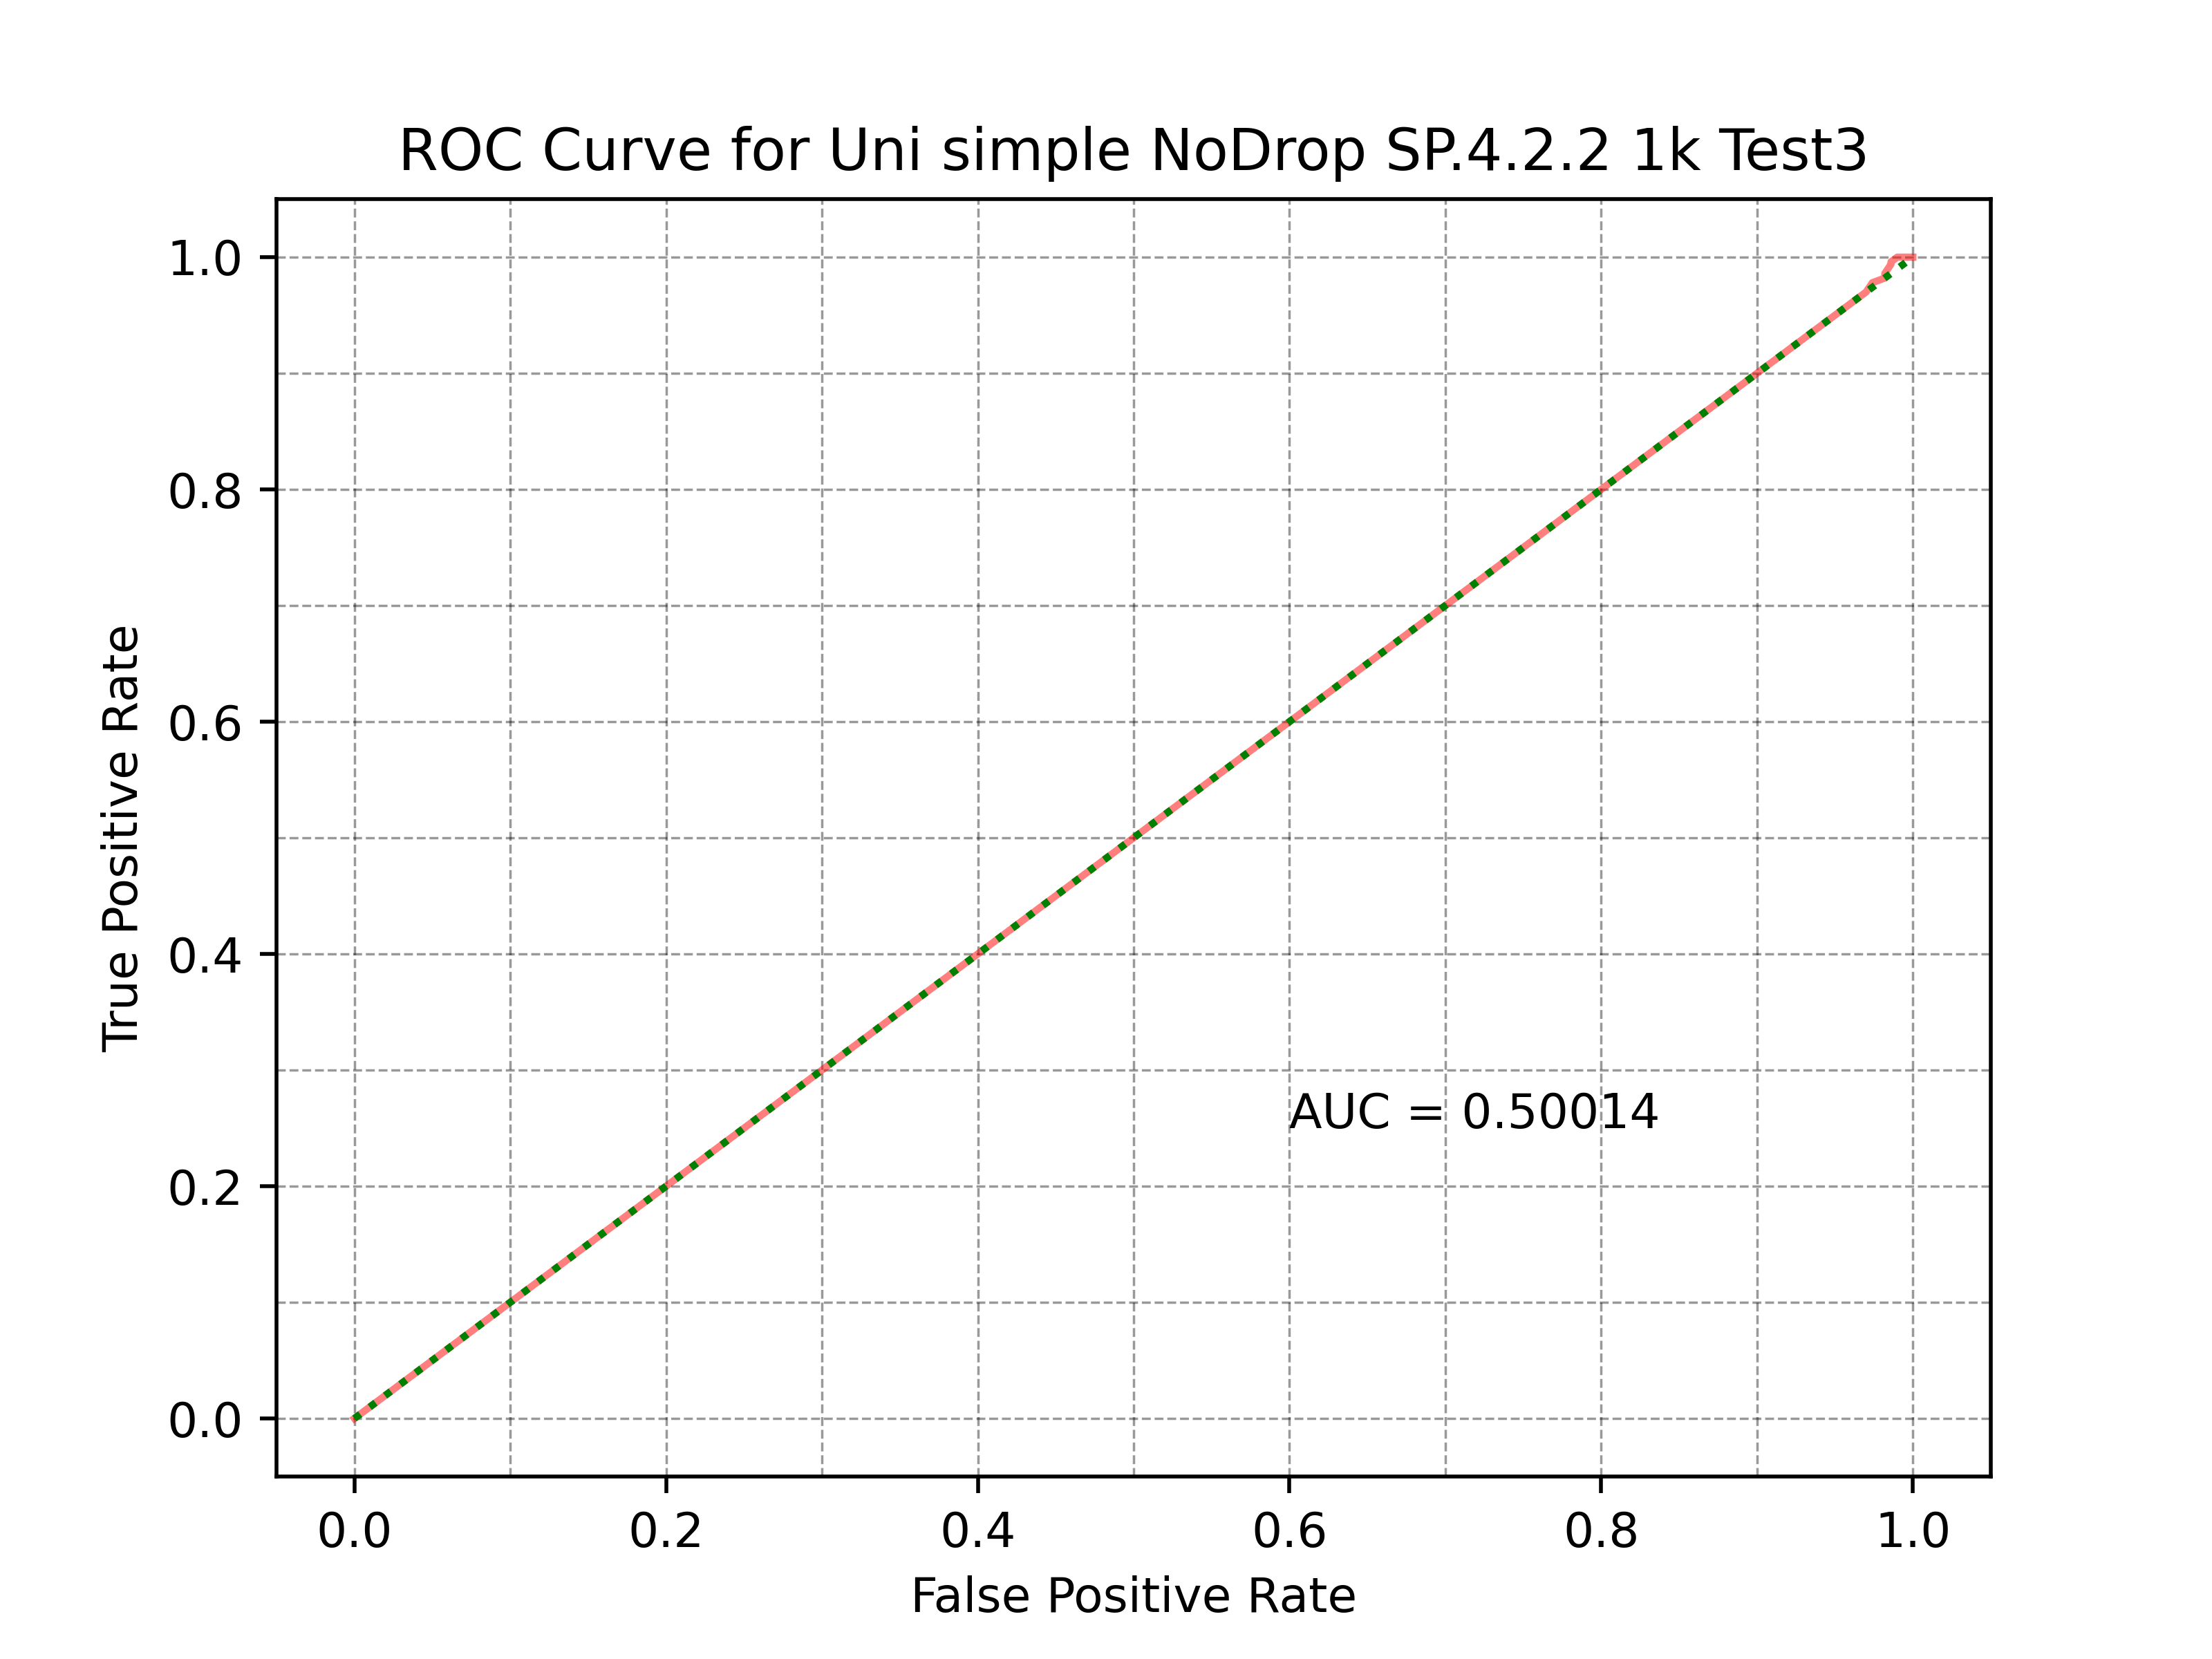 ROC Curve for Uni simple NoDrop SP.4.2.2 1k Test3
1.0
0.8
0.6
0.4
0.2
0.0
True Positive Rate
AUC = 0.50014
0.0 0.2 0.4 0.6 0.8 1.0
False Positive Rate